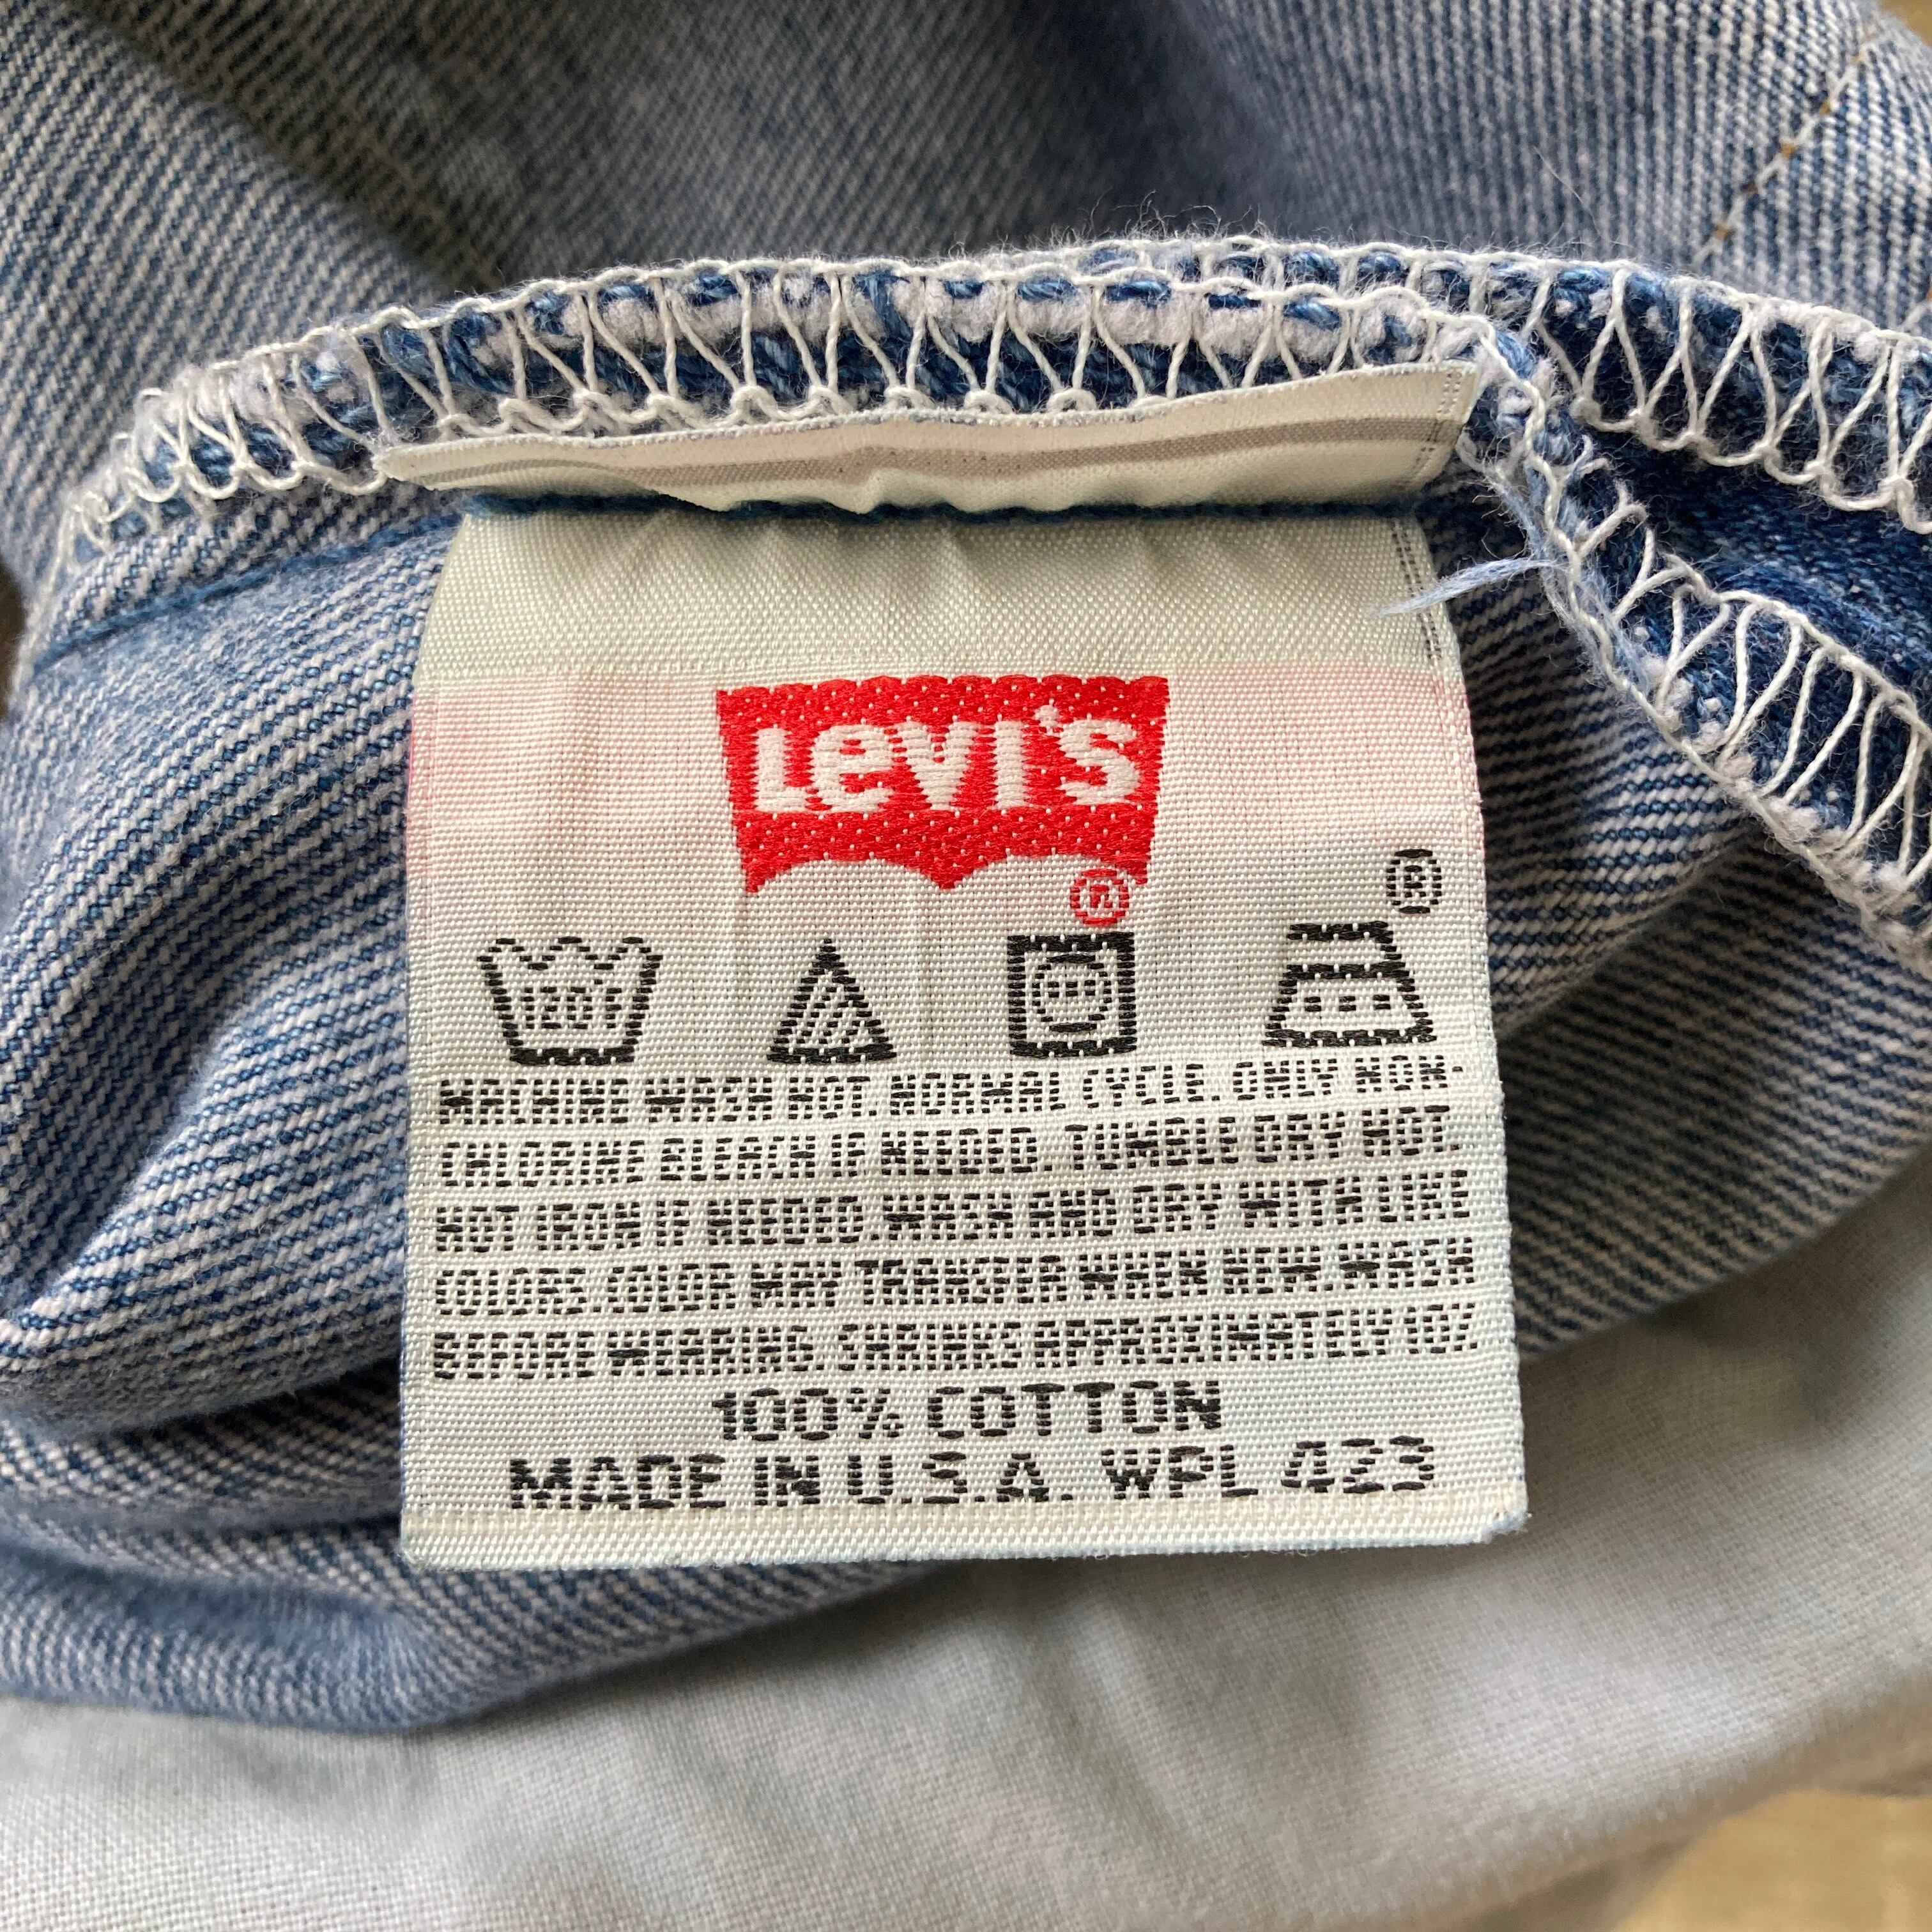 LEVI'S
®
®
120F
MACHINE WASH HOT. NORMAL CYCLE. ONLY NON-
CHLORINE BLEACH IF NEEDED. TUMBLE DRY HOT.
HOT IRON IF NEEDED. WASH AND DRY WITH LIKE
COLORS. COLOR MAY TRANSFER WHEN NEW. WASH
BEFORE WEARING. SHRINKS APPROXIMATELY 10%
100% COTTON
MADE IN U.S.A. WPL 423